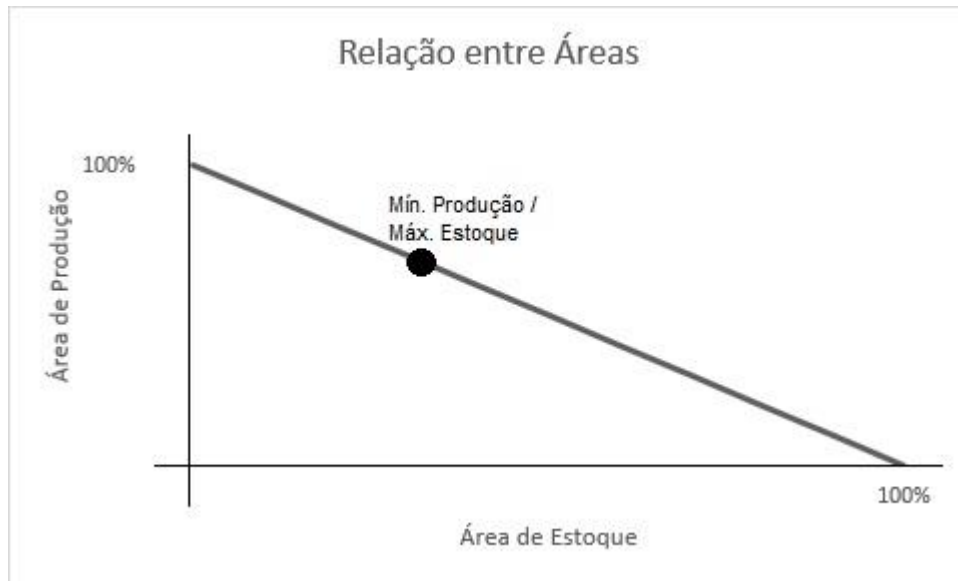 Relação entre Áreas
100%
Mín. Produção /
Máx. Estoque
Área de Produção
100%
Área de Estoque